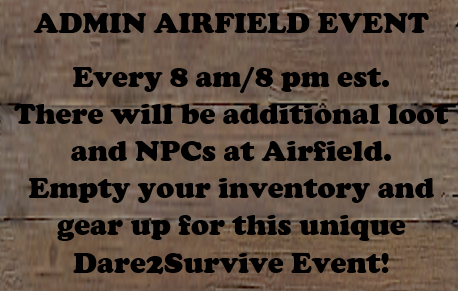 ADMIN AIRFIELD EVENT
Every 8 am/8 pm est.
There will be additional loot
and NPCs at Airfield.
Empty your inventory and
gear up for this unique
Dare2Survive Event!